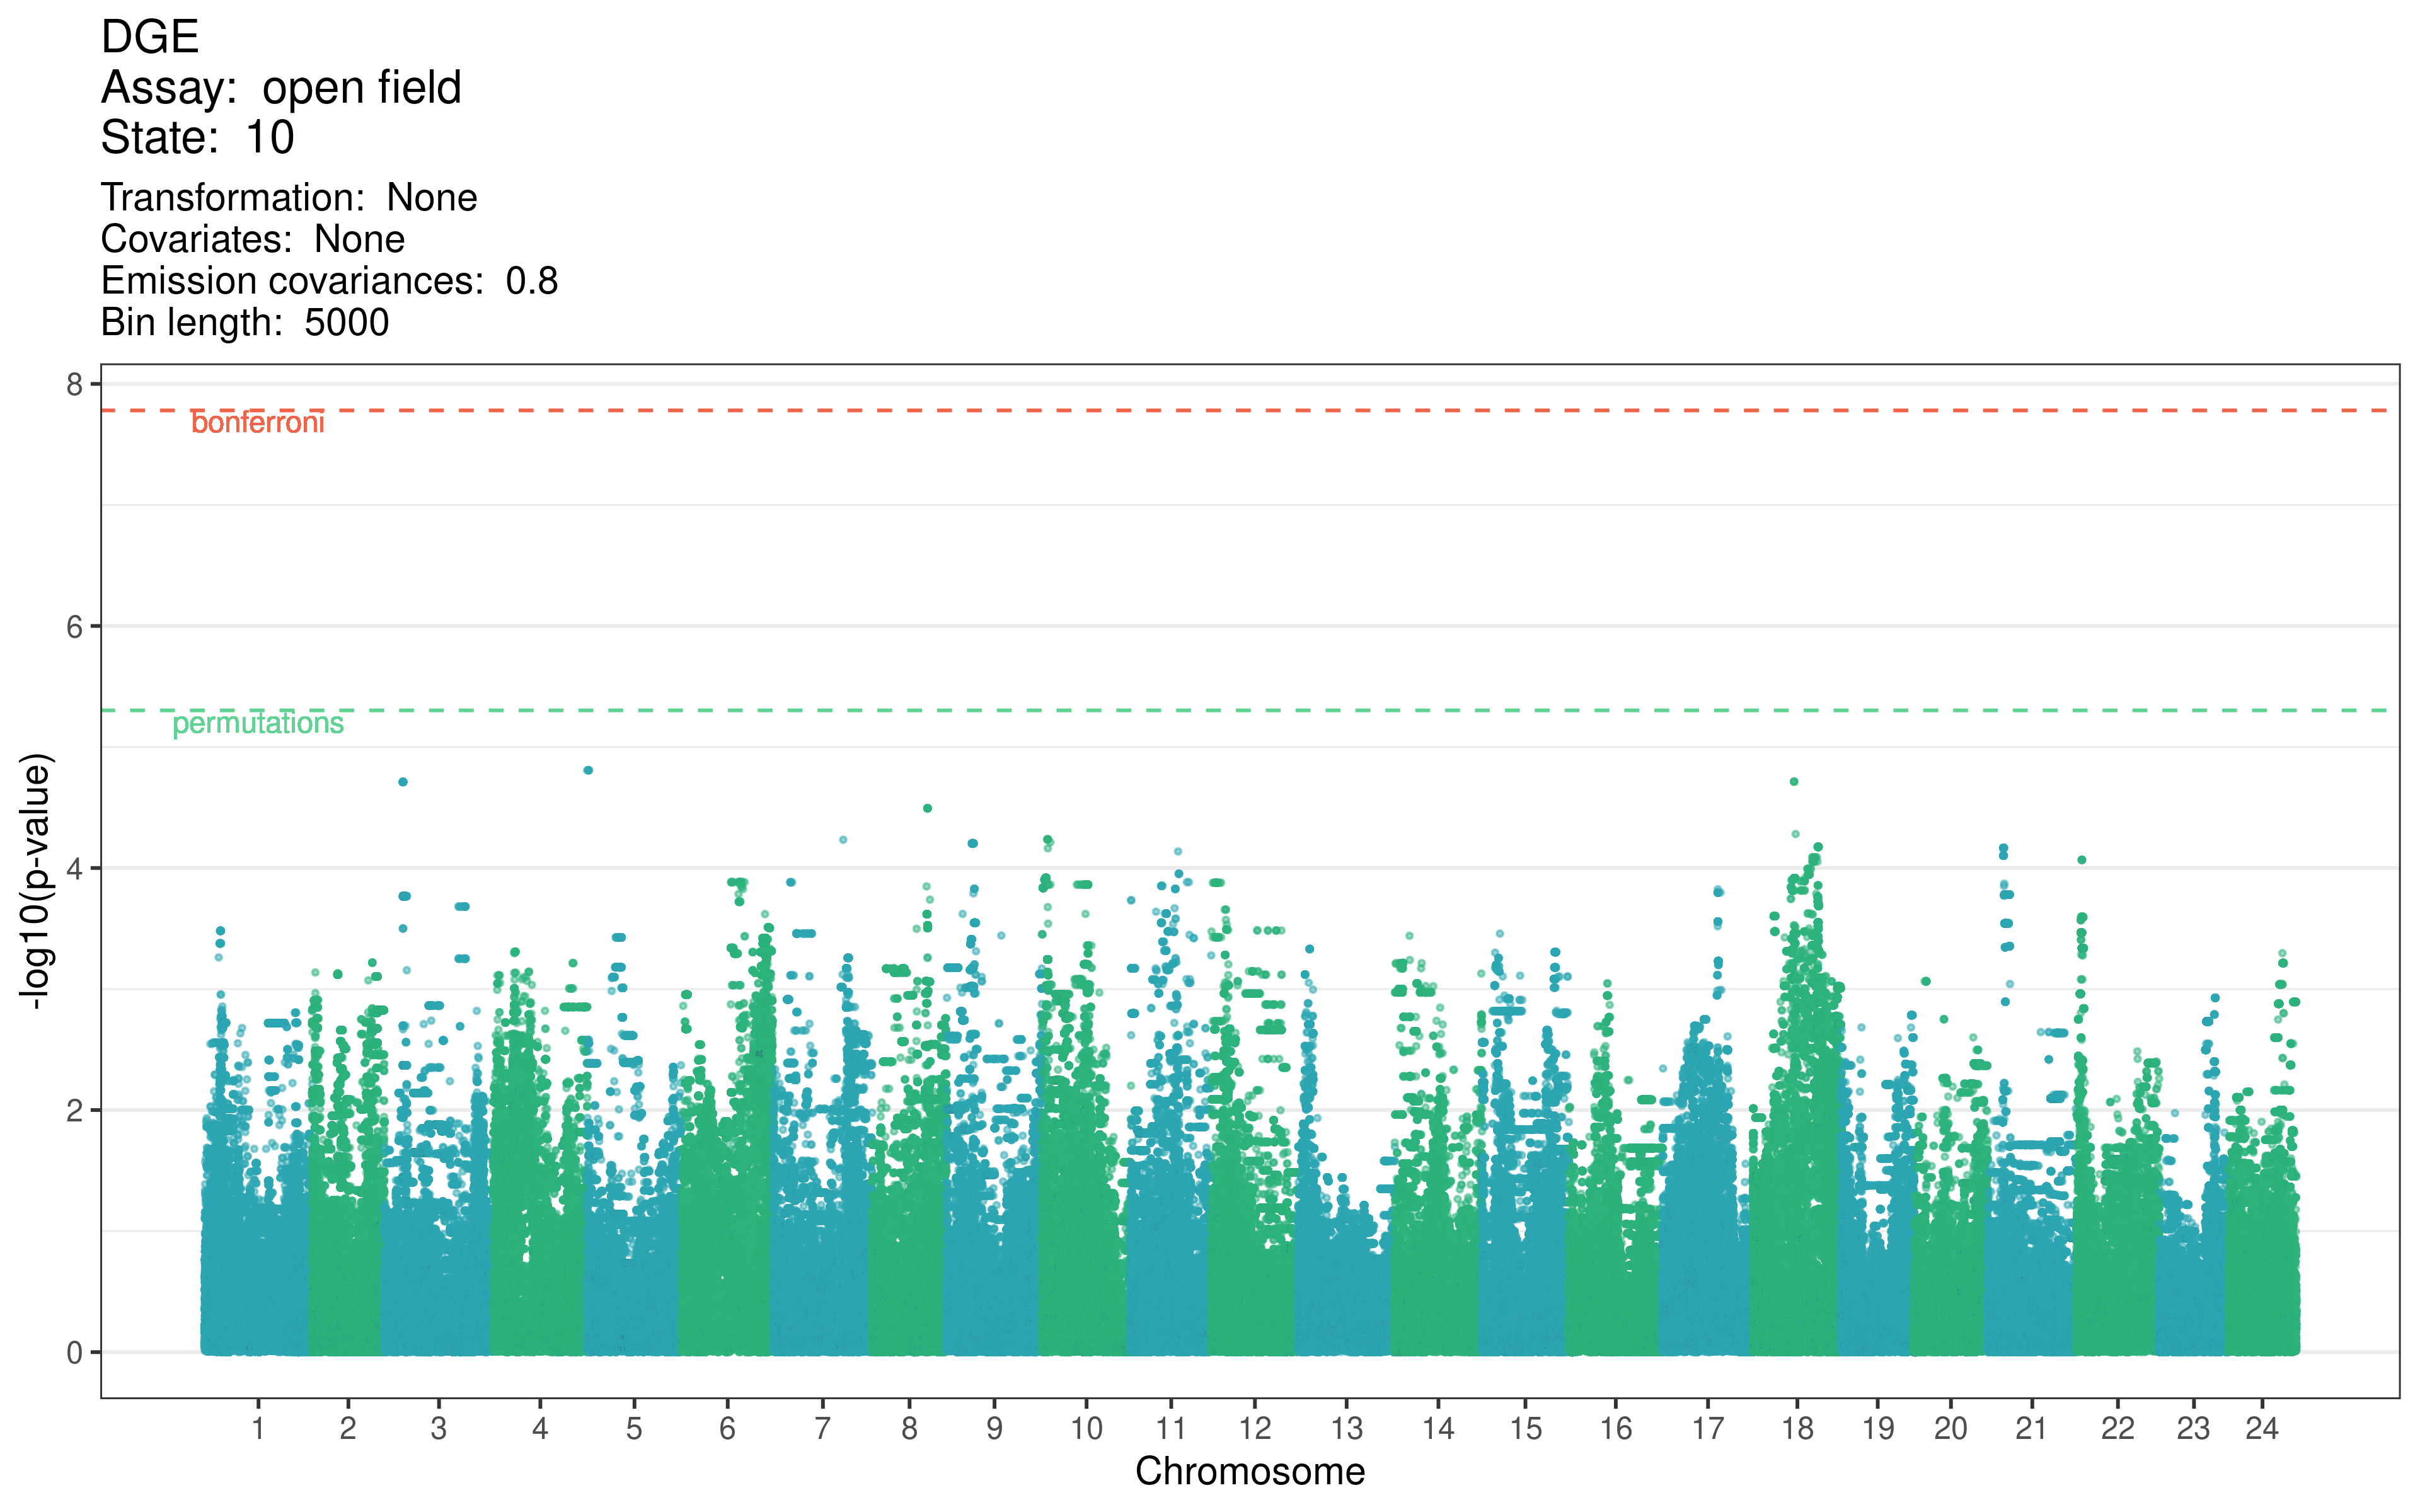 DGE
Assay:  open field
State:  10
Transformation:  None
Covariates:  None
Emission covariances:  0.8
Bin length:  5000
8
bonferroni
6
permutations
4
2
0
-log10(p-value)
1 2 3 4 5 6 7 8 9 10 11 12 13 14 15 16 17 18 19 20 21 22 23 24
Chromosome